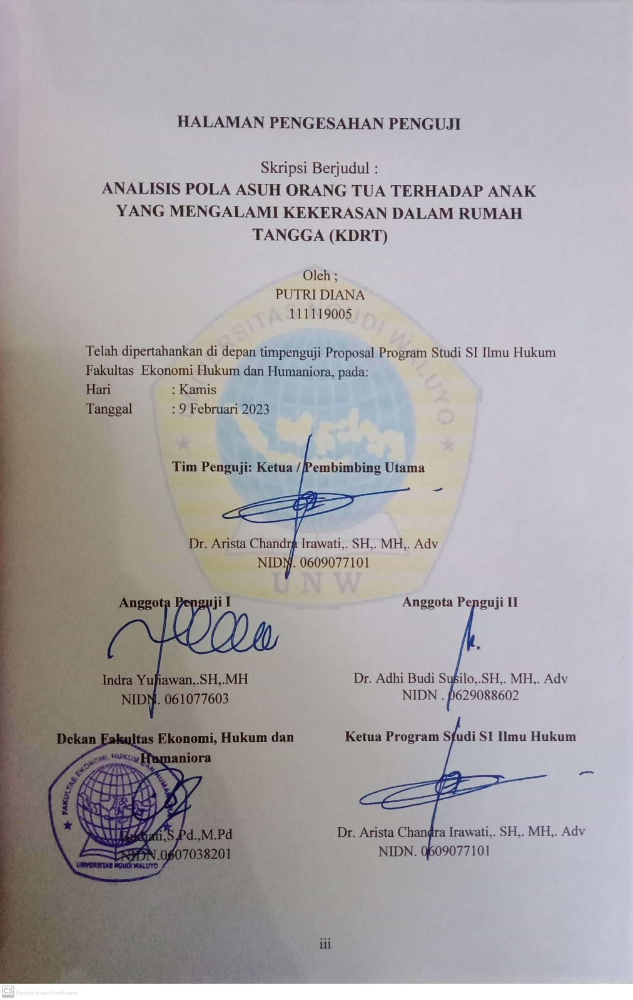 HALAMAN PENGESAHAN PENGUJI
Skripsi Berjudul :
ANALISIS POLA ASUH ORANG TUA TERHADAP ANAK
YANG MENGALAMI KEKERASAN DALAM RUMAH
TANGGA (KDRT)
Oleh ;
PUTRI DIANA
111119005
UNIVERSITAS NGUDI WALUYO
Telah dipertahankan di depan timpenguji Proposal Program Studi SI Ilmu Hukum
Fakultas Ekonomi Hukum dan Humaniora, pada:
Hari : Kamis
Tanggal : 9 Februari 2023
Tim Penguji: Ketua / Pembimbing Utama
Dr. Arista Chandra Irawati,. SH,. MH,. Adv
NIDN. 0609077101
UNW
Anggota Penguji I
Anggota Penguji II
Indra Yuliawan,.SH,.MH
NIDN. 061077603
Dr. Adhi Budi Susilo,.SH,. MH,. Adv
NIDN . 0629088602
Dekan Fakultas Ekonomi, Hukum dan
Humaniora
Ketua Program Studi S1 Ilmu Hukum
FAKULTAS EKONOMI, HUKUM DAN HUMANIORA
Budiati,S.Pd.,M.Pd
NIDN.0607038201
UNIVERSITAS NGUDI WALUYO
Dr. Arista Chandra Irawati,. SH,. MH,. Adv
NIDN. 0609077101
iii
CS Dipindai dengan CamScanner